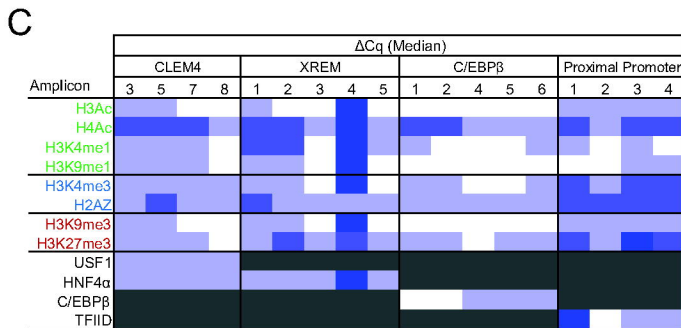 C
ΔCq (Median)
CLEM4 XREM C/EBPβ Proximal Promoter
Amplicon 3 5 7 8 1 2 3 4 5 1 2 4 5 6 1 2 3 4
H3Ac
H4Ac
H3K4me1
H3K9me1
H3K4me3
H2AZ
H3K9me3
H3K27me3
USF1
HNF4α
C/EBPβ
TFIID